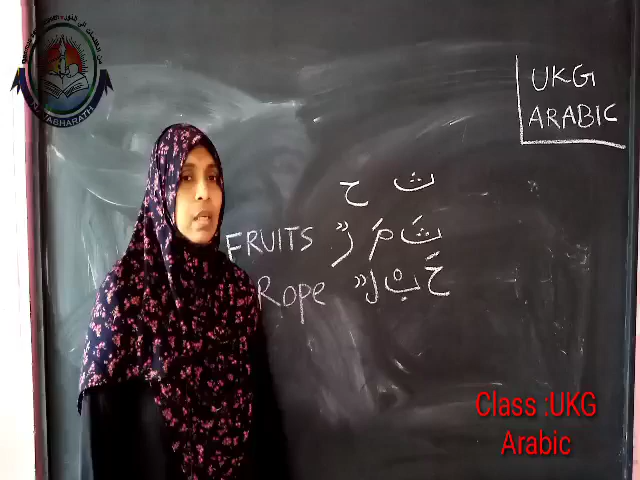 UKG
ARABIC
ث ح
ثَ مَ رٌ FRUITS
حَ بْ لٌ Rope
Class :UKG
Arabic